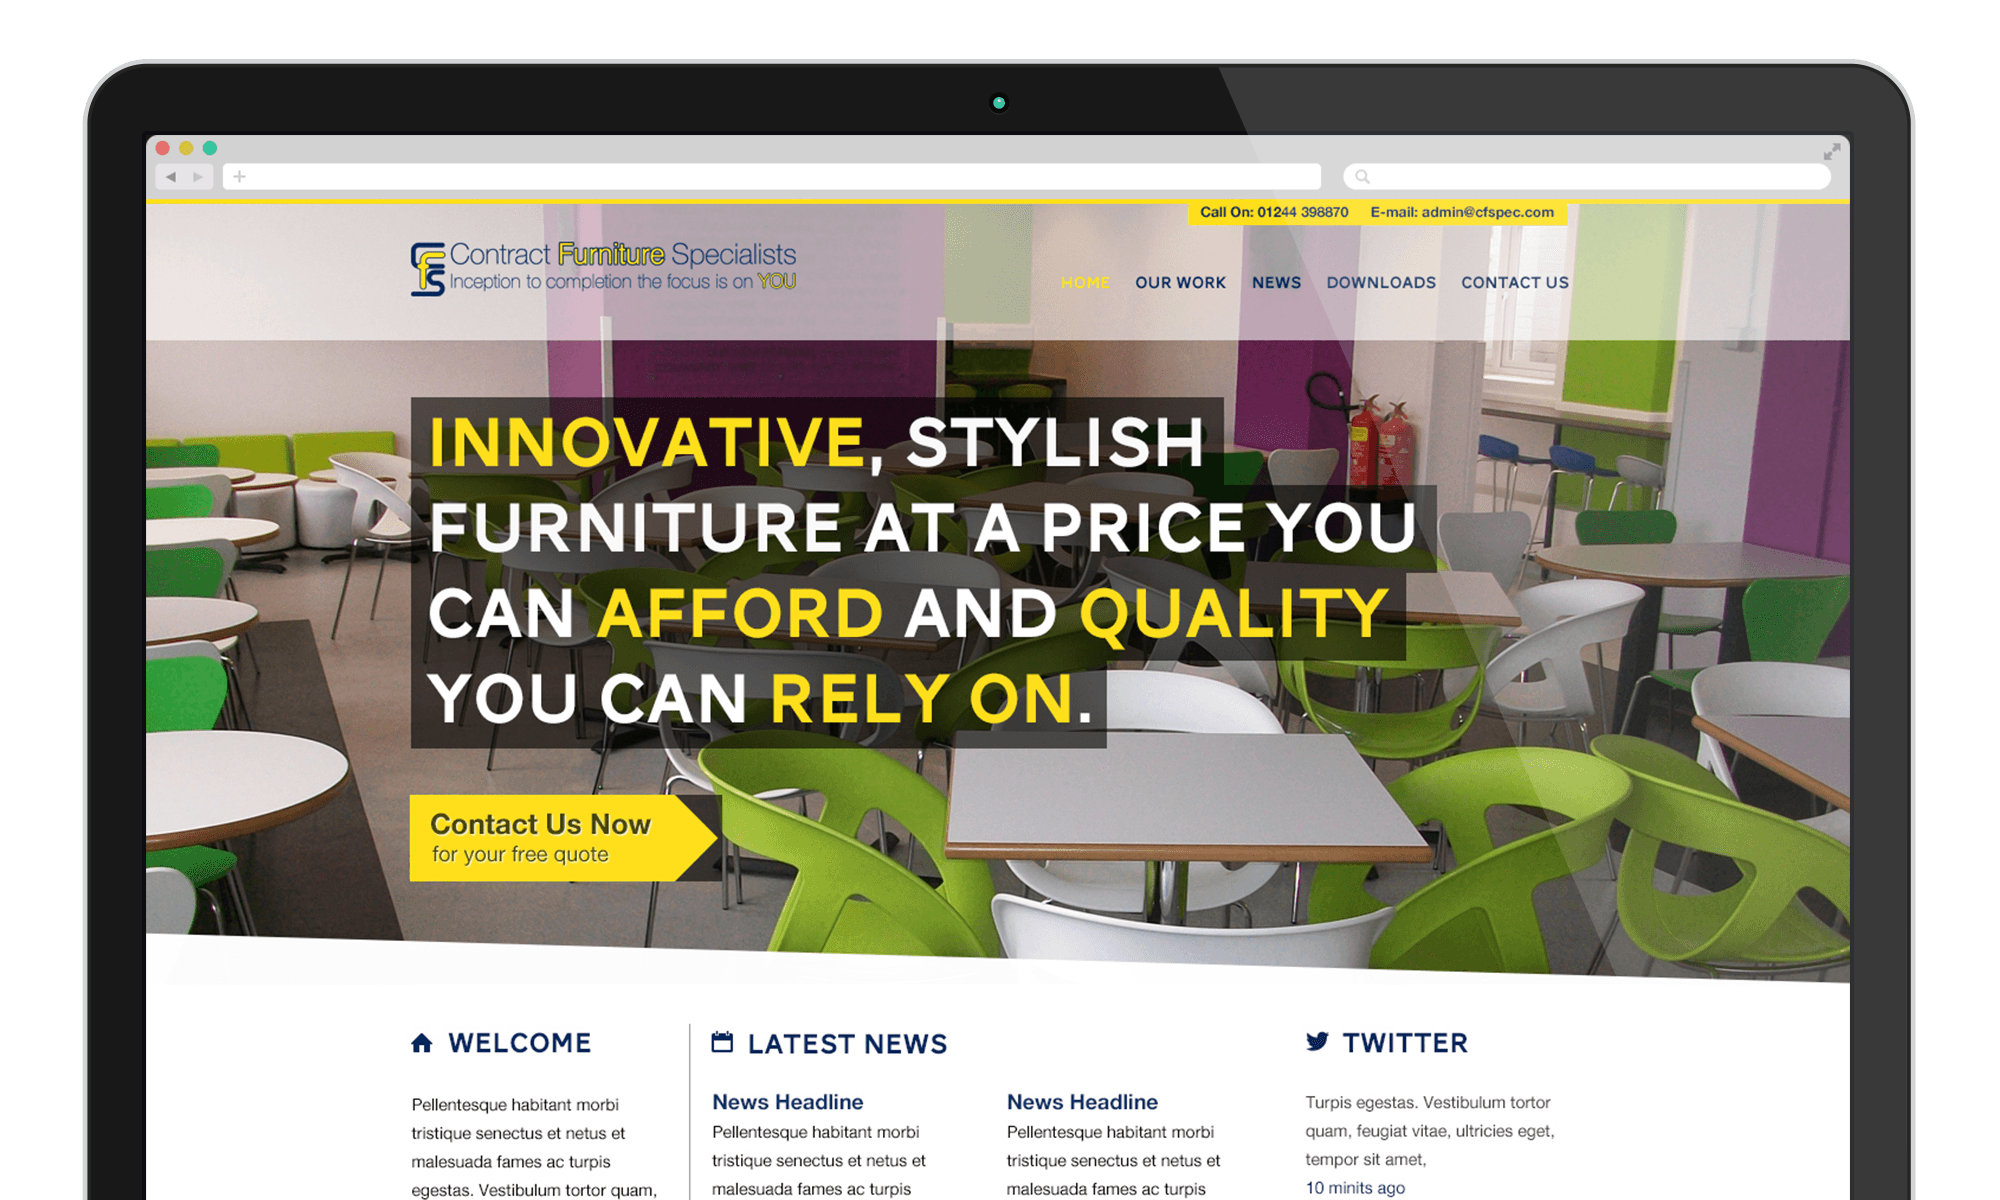 Call On: 01244 398870 E-mail: admin@cfspec.com
cfs
Contract Furniture Specialists
Inception to completion the focus is on YOU
HOME OUR WORK NEWS DOWNLOADS CONTACT US
INNOVATIVE, STYLISH
FURNITURE AT A PRICE YOU
CAN AFFORD AND QUALITY
YOU CAN RELY ON.
Contact Us Now
for your free quote
WELCOME
Pellentesque habitant morbi
tristique senectus et netus et
malesuada fames ac turpis
egestas. Vestibulum tortor quam,
LATEST NEWS
News Headline
Pellentesque habitant morbi
tristique senectus et netus et
malesuada fames ac turpis
News Headline
Pellentesque habitant morbi
tristique senectus et netus et
malesuada fames ac turpis
TWITTER
Turpis egestas. Vestibulum tortor
quam, feugiat vitae, ultricies eget,
tempor sit amet,
10 minits ago